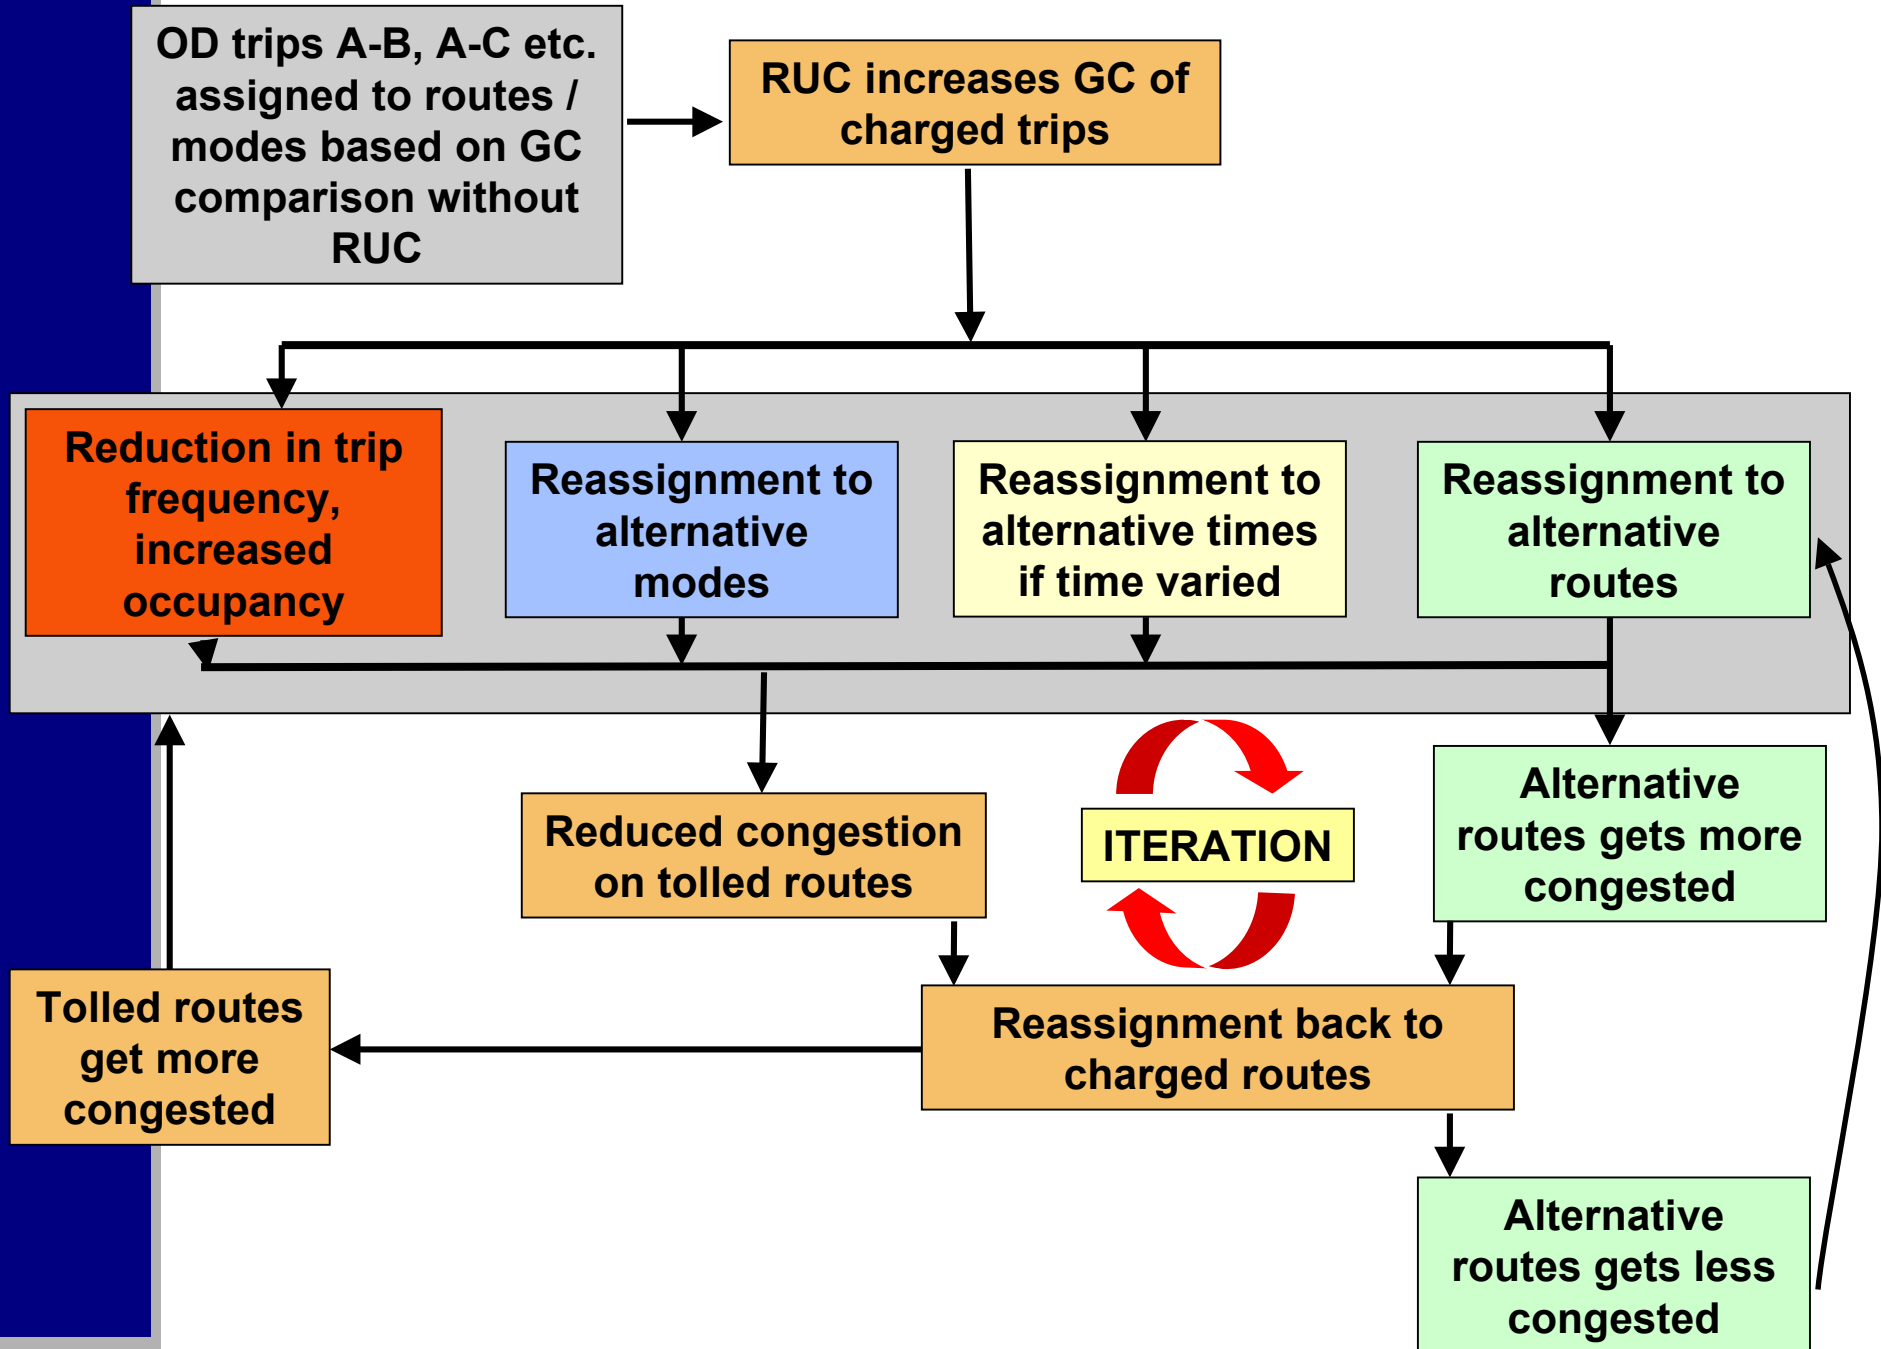 OD trips A-B, A-C etc.
assigned to routes /
modes based on GC
comparison without
RUC
RUC increases GC of
charged trips
Reduction in trip
frequency,
increased
occupancy
Reassignment to
alternative
modes
Reassignment to
alternative times
if time varied
Reassignment to
alternative
routes
Reduced congestion
on tolled routes
ITERATION
Alternative
routes gets more
congested
Tolled routes
get more
congested
Reassignment back to
charged routes
Alternative
routes gets less
congested